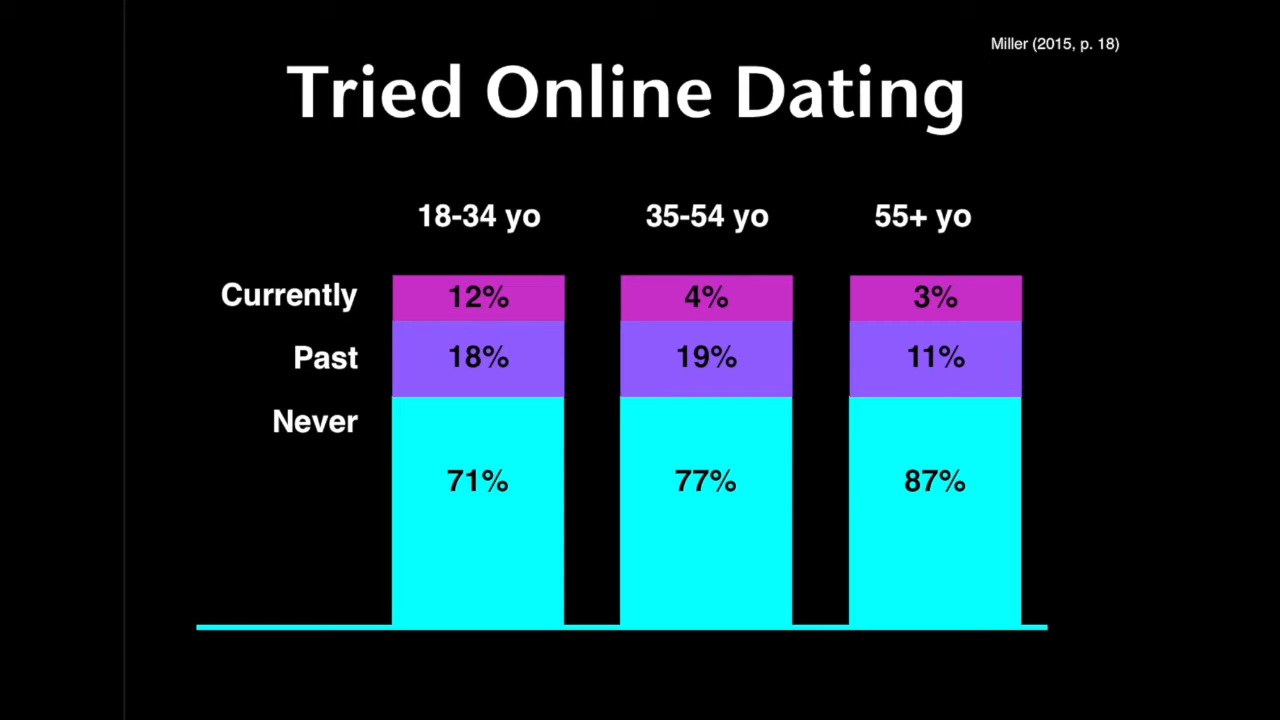 Miller (2015, p. 18)
Tried Online Dating
18-34 yo 35-54 yo 55+ yo
Currently 12% 4% 3%
Past 18% 19% 11%
Never
71% 77% 87%